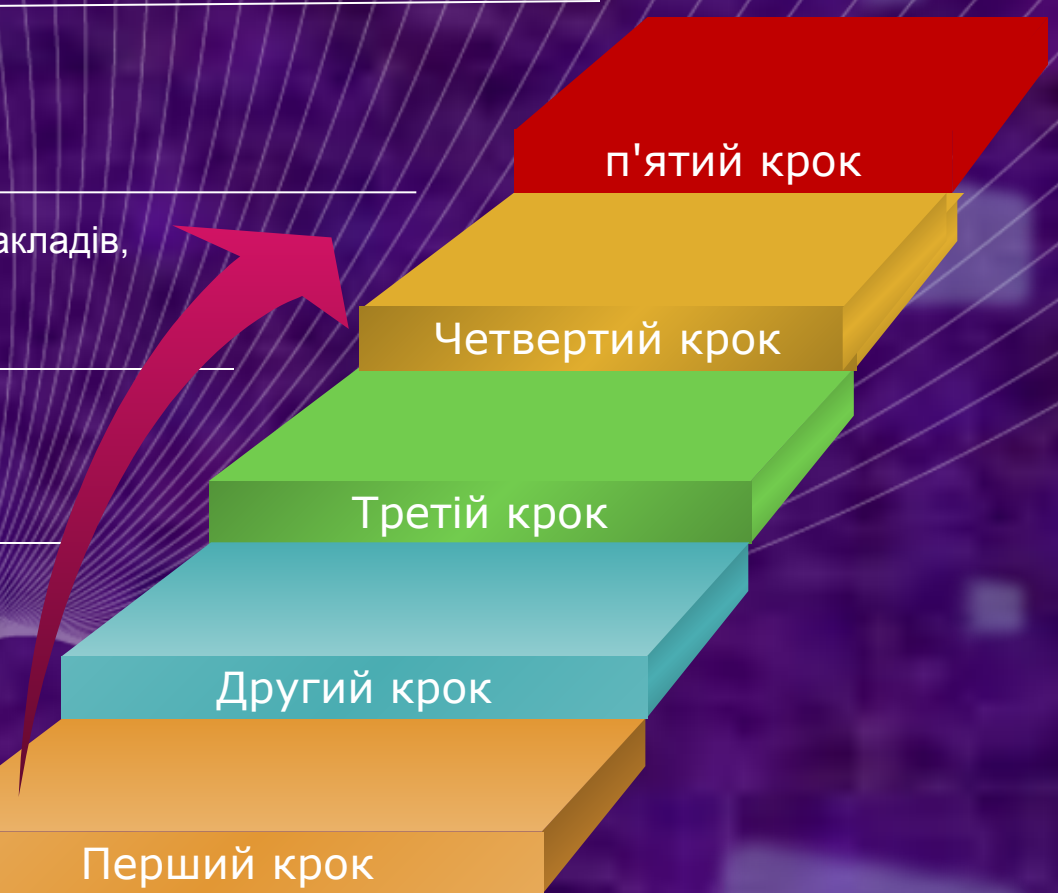 п'ятий крок
акладів,
Четвертий крок
Третій крок
Другий крок
Перший крок